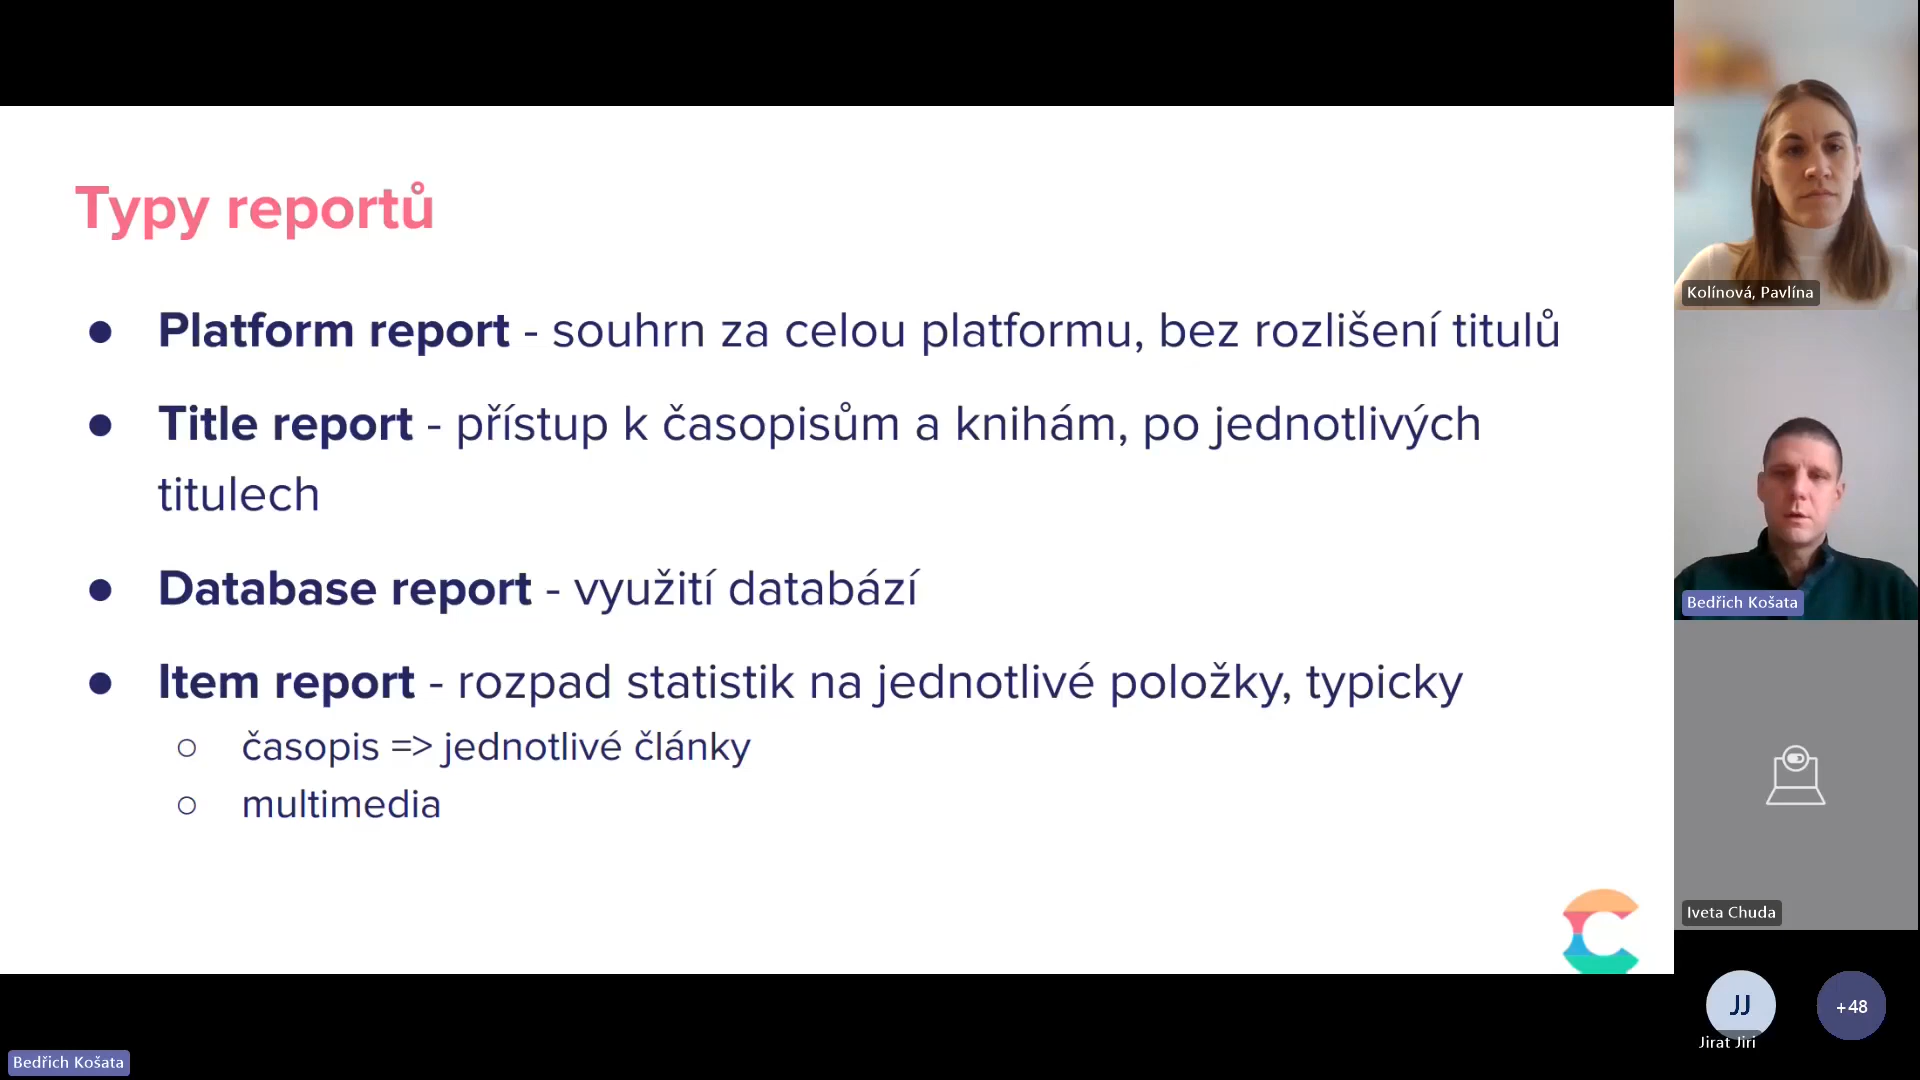 Typy reportů
● Platform report - souhrn za celou platformu, bez rozlišení titulů
● Title report - přístup k časopisům a knihám, po jednotlivých
titulech
● Database report - využití databází
● Item report - rozpad statistik na jednotlivé položky, typicky
○ časopis => jednotlivé články
○ multimedia
Kolínová, Pavlína
Bedřich Košata
Iveta Chuda
JJ
Jirat Jiri
+48
Bedřich Košata